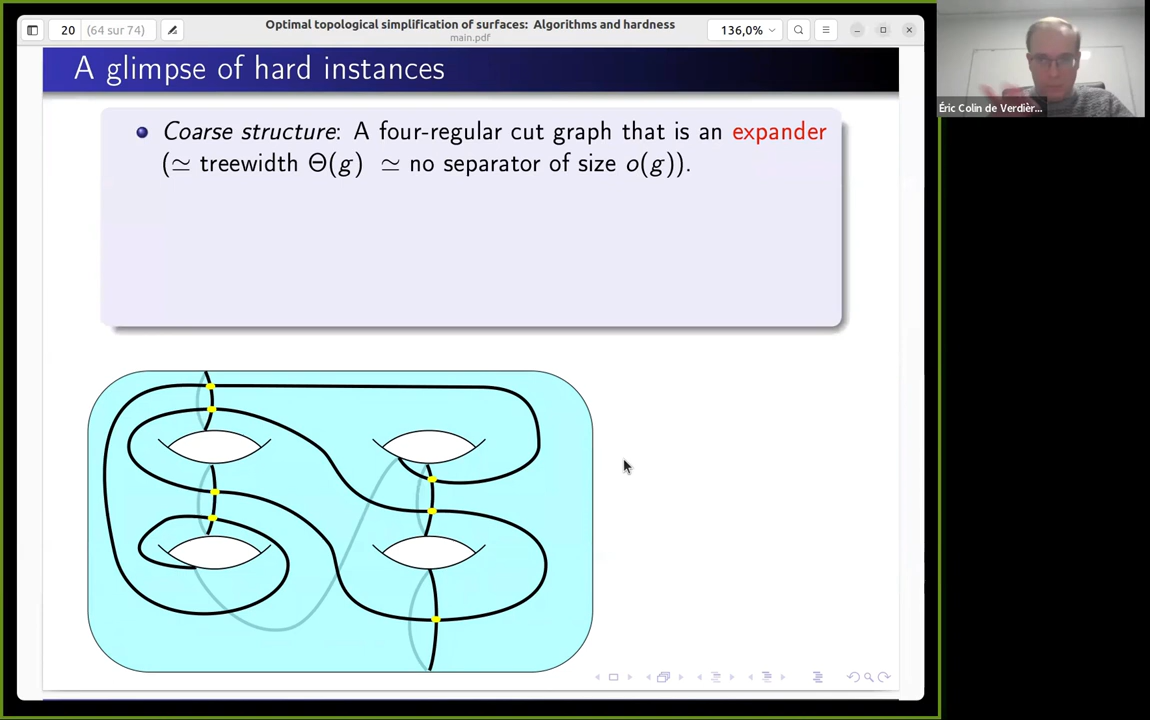 20 (64 sur 74)
Optimal topological simplification of surfaces: Algorithms and hardness
main.pdf
136,0%
A glimpse of hard instances
Coarse structure: A four-regular cut graph that is an expander
(≃ treewidth Θ(g) ≃ no separator of size o(g)).
Éric Colin de Verdièr...